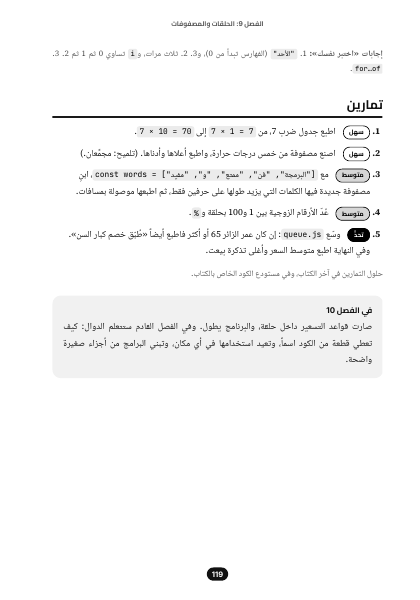 الفصل 9: الحلقات والمصفوفات
إجابات «اختبر نفسك»: 1. "الأحد" (الفهارس تبدأ من 0)، و3. 2. ثلاث مرات، و i تساوي 0 ثم 1 ثم 2. 3.
for…of.
تمارين
1. سهل اطبع جدول ضرب 7، من 7 × 1 = 7 إلى 7 × 10 = 70.
2. سهل اصنع مصفوفة من خمس درجات حرارة، واطبع أعلاها وأدناها. (تلميح: مجمِّعان.)
3. متوسط مع const words = ["البرمجة", "فن", "ممتع", "و", "مفيد"]، ابنِ
مصفوفة جديدة فيها الكلمات التي يزيد طولها على حرفين فقط، ثم اطبعها موصولة بمسافات.
4. متوسط عُدّ الأرقام الزوجية بين 1 و100 بحلقة و %.
5. تحدٍّ وسّع queue.js: إن كان عمر الزائر 65 أو أكثر فاطبع أيضاً «طُبّق خصم كبار السن»،
وفي النهاية اطبع متوسط السعر وأغلى تذكرة بيعت.
حلول التمارين في آخر الكتاب، وفي مستودع الكود الخاص بالكتاب.
في الفصل 10
صارت قواعد التسعير داخل حلقة، والبرنامج يطول. وفي الفصل القادم ستتعلم الدوال: كيف
تعطي قطعة من الكود اسماً، وتعيد استخدامها في أي مكان، وتبني البرامج من أجزاء صغيرة
واضحة.
119